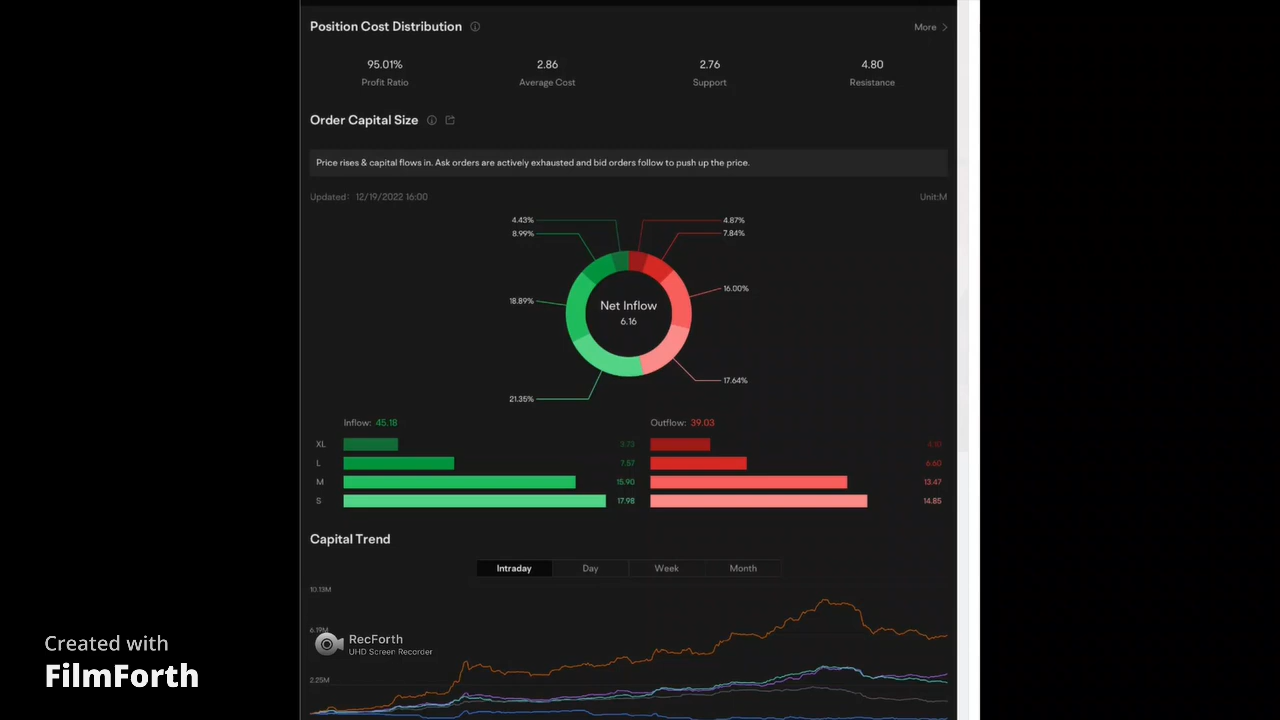 Position Cost Distribution
More
95.01% 2.86 2.76 4.80
Profit Ratio Average Cost Support Resistance
Order Capital Size
Price rises & capital flows in. Ask orders are actively exhausted and bid orders follow to push up the price.
Updated: 12/19/2022 16:00 Unit:M
4.43% 4.87%
8.99% 7.84%
16.00%
18.89%
Net Inflow
6.16
17.64%
21.35%
Inflow: 45.18 Outflow: 39.03
XL 3.73 4.10
L 7.57 6.60
M 15.90 13.47
S 17.98 14.85
Capital Trend
Intraday Day Week Month
10.13M
6.19M
RecForth
UHD Screen Recorder
2.25M
Created with
FilmForth